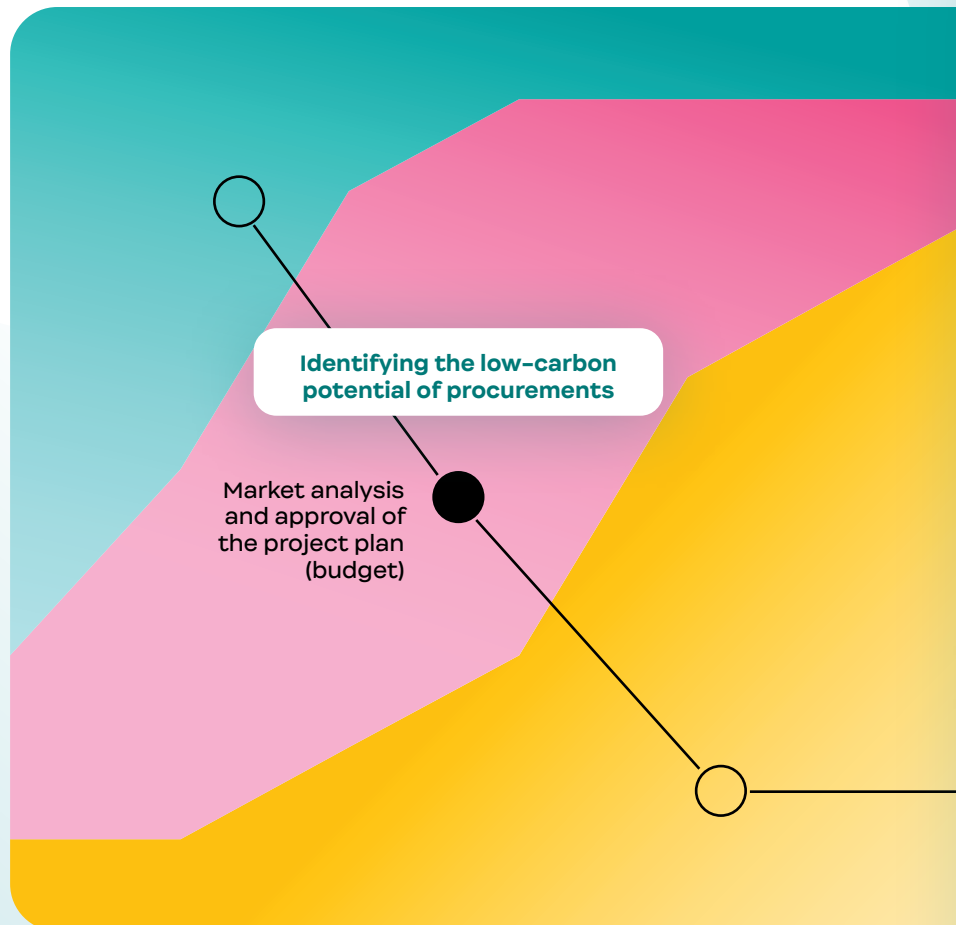 Identifying the low-carbon
potential of procurements
Market analysis
and approval of
the project plan
(budget)